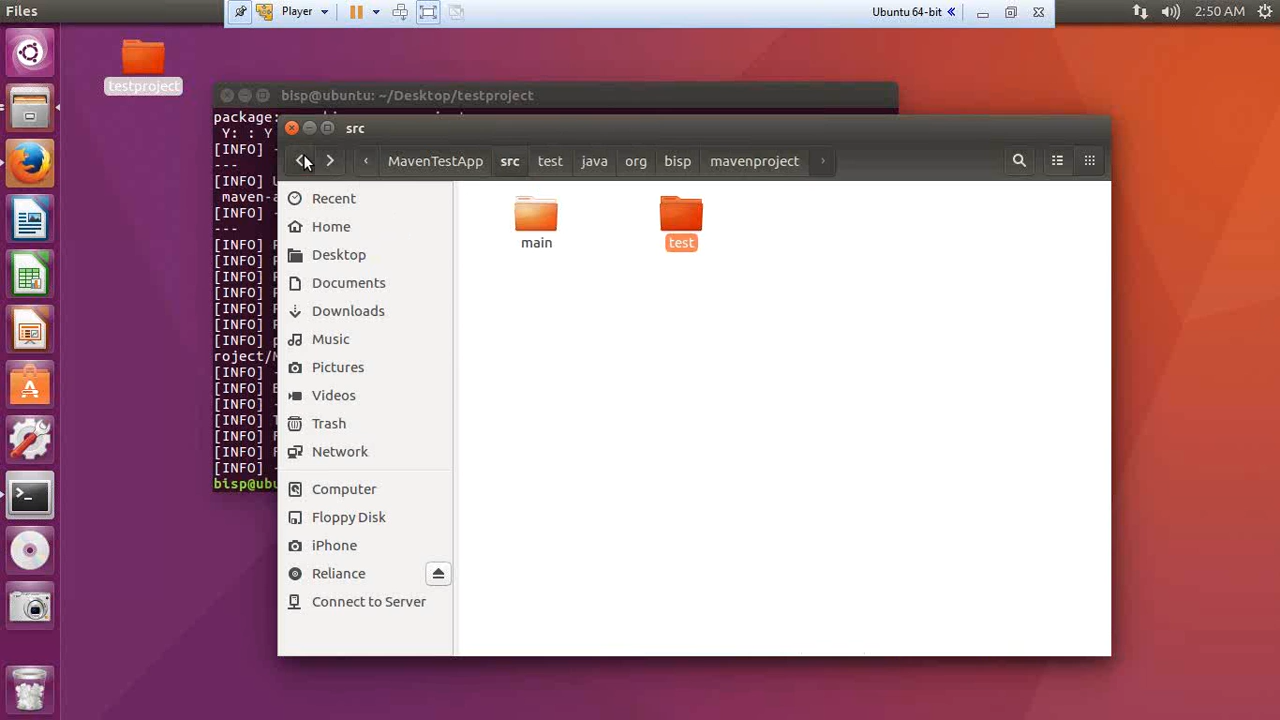 Files
Player
Ubuntu 64-bit
2:50 AM
testproject
bisp@ubuntu: ~/Desktop/testproject
package:
Y: : Y
[INFO] -
---
[INFO]
maven-a
[INFO] -
---
[INFO]
[INFO]
[INFO]
[INFO]
[INFO]
[INFO]
[INFO] p
roject/M
[INFO] -
[INFO]
[INFO] -
[INFO] T
[INFO] F
[INFO] F
[INFO] -
bisp@ubu
src
MavenTestApp
src
test
java
org
bisp
mavenproject
Recent
Home
Desktop
Documents
Downloads
Music
Pictures
Videos
Trash
Network
Computer
Floppy Disk
iPhone
Reliance
Connect to Server
main
test